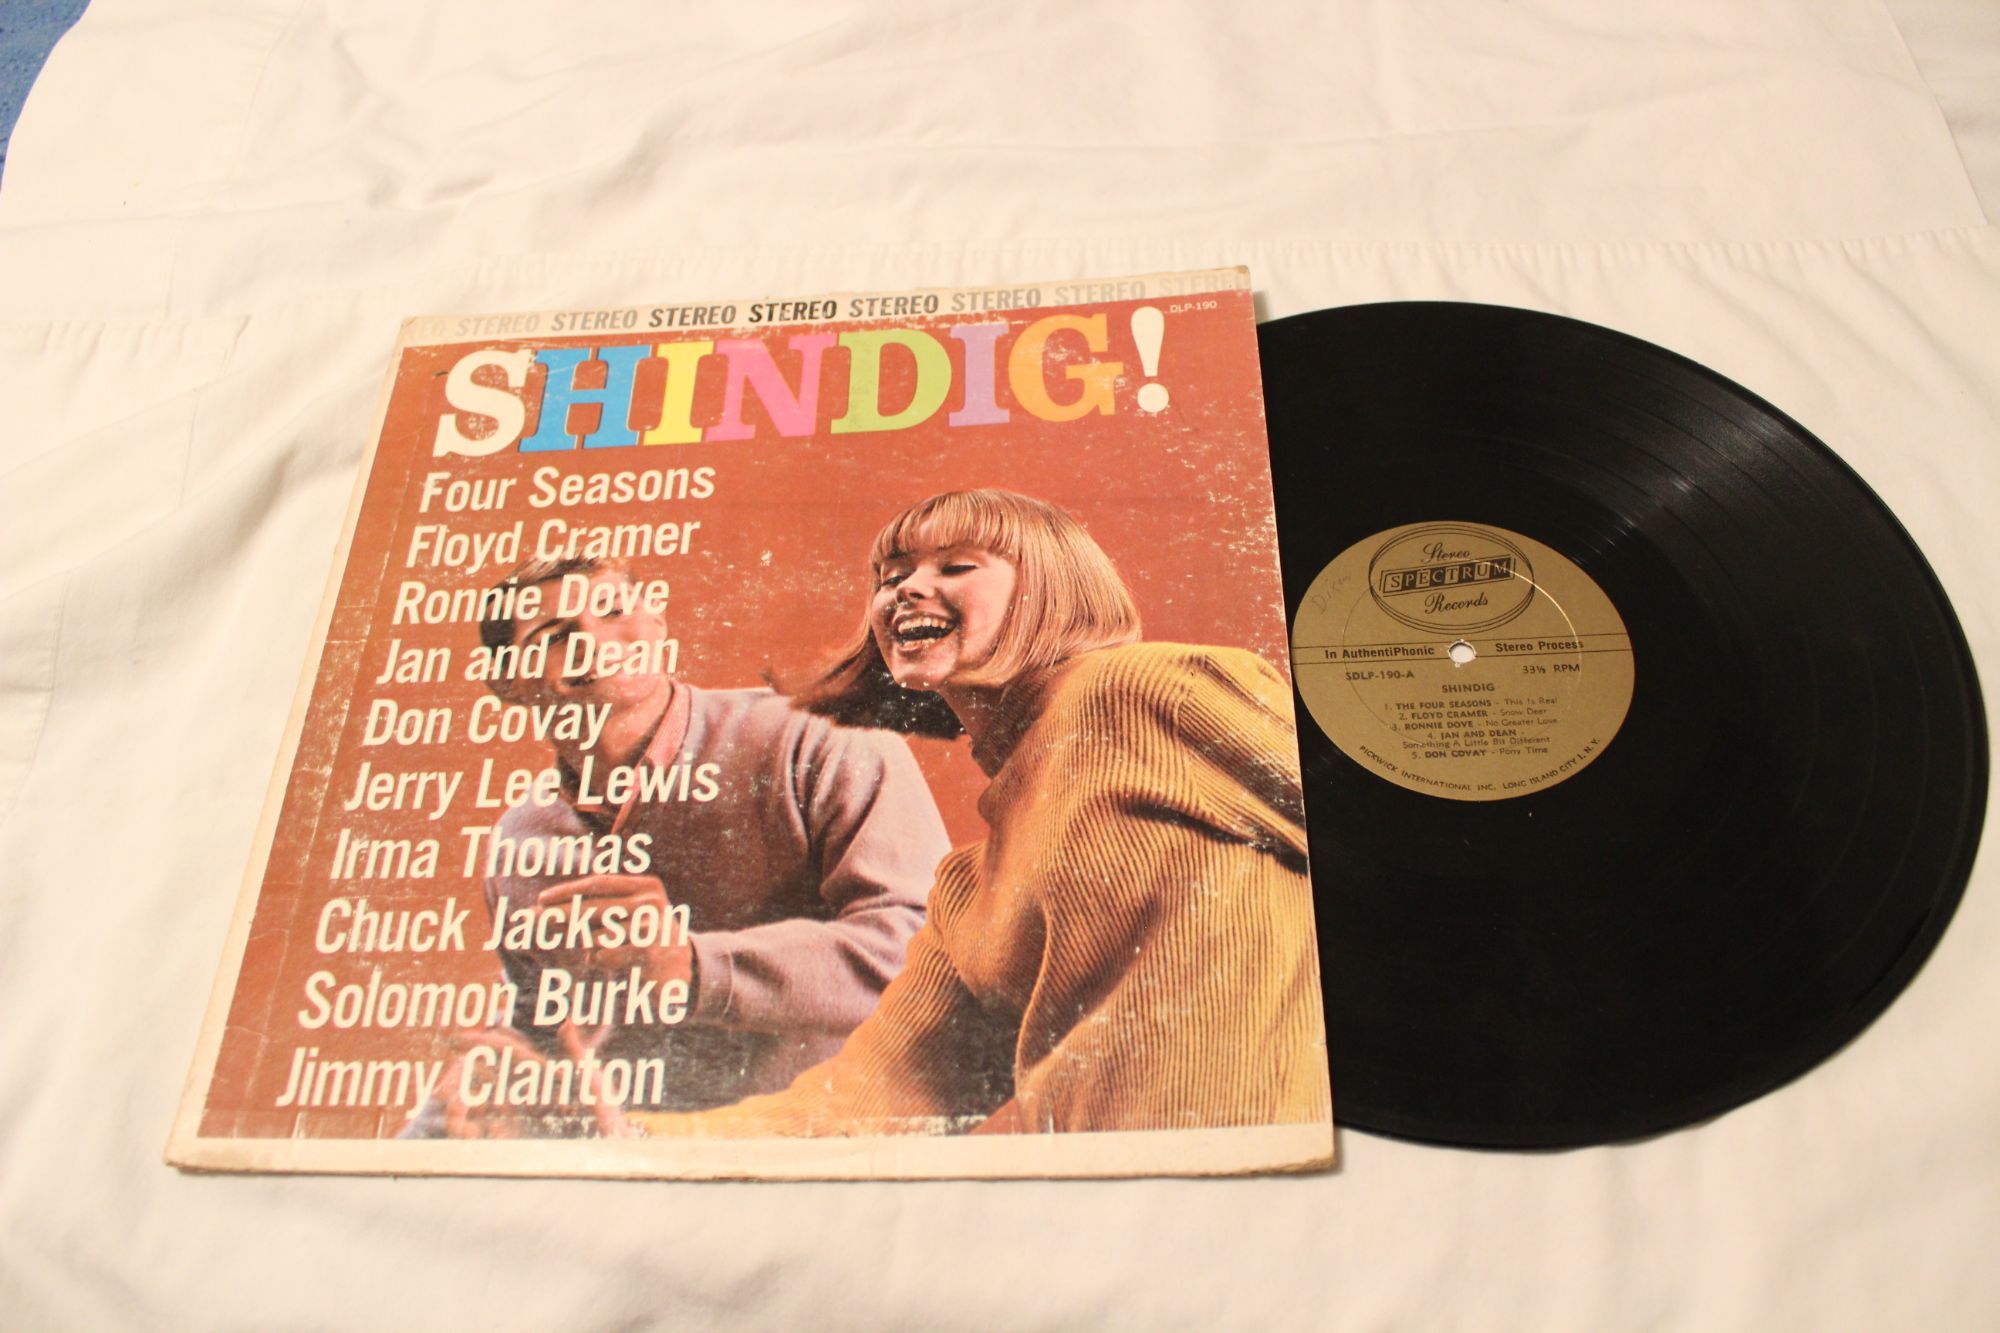 STEREO STEREO STEREO STEREO STEREO STEREO STEREO STEREO
DLP-190
SHINDIG!
Four Seasons
Floyd Cramer
Ronnie Dove
Jan and Dean
Don Covay
Jerry Lee Lewis
Irma Thomas
Chuck Jackson
Solomon Burke
Jimmy Clanton
Stereo
SPECTRUM
Records
In AuthentiPhonic Stereo Process
SDLP-190-A 33⅓ RPM
SHINDIG
1. THE FOUR SEASONS - This Is Real
2. FLOYD CRAMER - Snow Deer
3. RONNIE DOVE - No Greater Love
4. JAN AND DEAN -
Something A Little Bit Different
5. DON COVAY - Pony Time
PICKWICK INTERNATIONAL INC. LONG ISLAND CITY 1. N. Y.